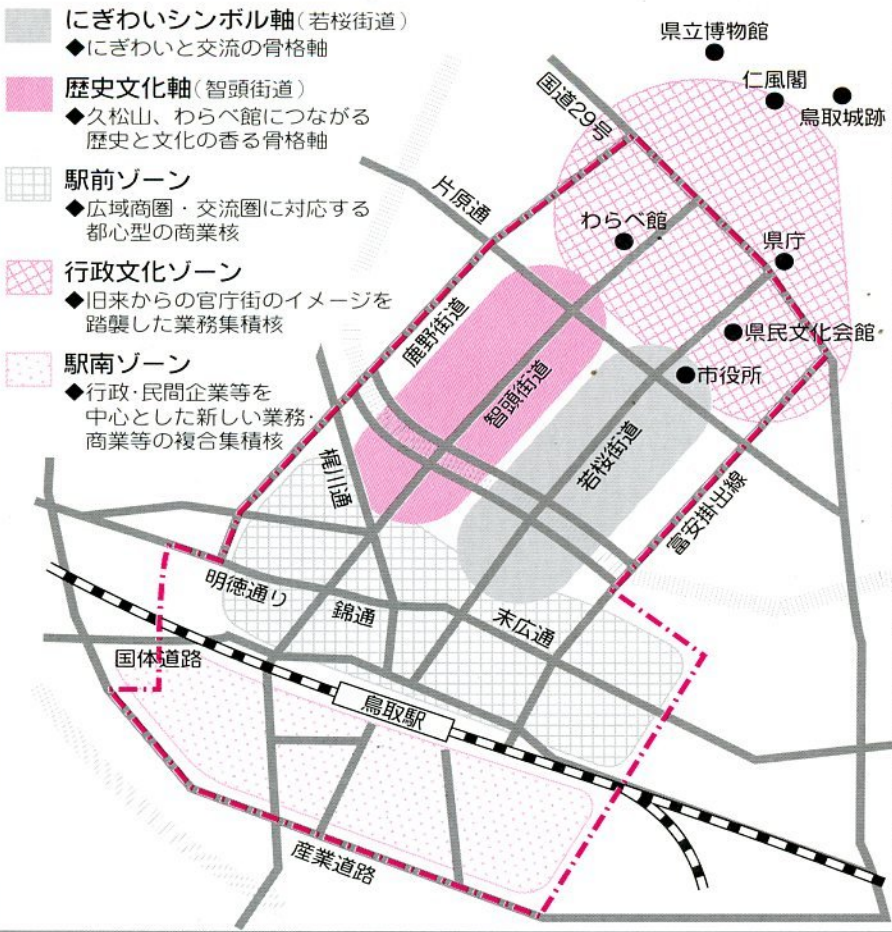 にぎわいシンボル軸(若桜街道)
◆にぎわいと交流の骨格軸
歴史文化軸(智頭街道)
◆久松山、わらべ館につながる
歴史と文化の香る骨格軸
駅前ゾーン
◆広域商圏・交流圏に対応する
都心型の商業核
行政文化ゾーン
◆旧来からの官庁街のイメージを
踏襲した業務集積核
駅南ゾーン
◆行政・民間企業等を
中心とした新しい業務・
商業等の複合集積核
県立博物館
仁風閣
鳥取城跡
国道29号
片原通
わらべ館
県庁
鹿野街道
県民文化会館
智頭街道
市役所
若桜街道
梶川通
富安掛出線
明徳通り
錦通
末広通
国体道路
鳥取駅
産業道路